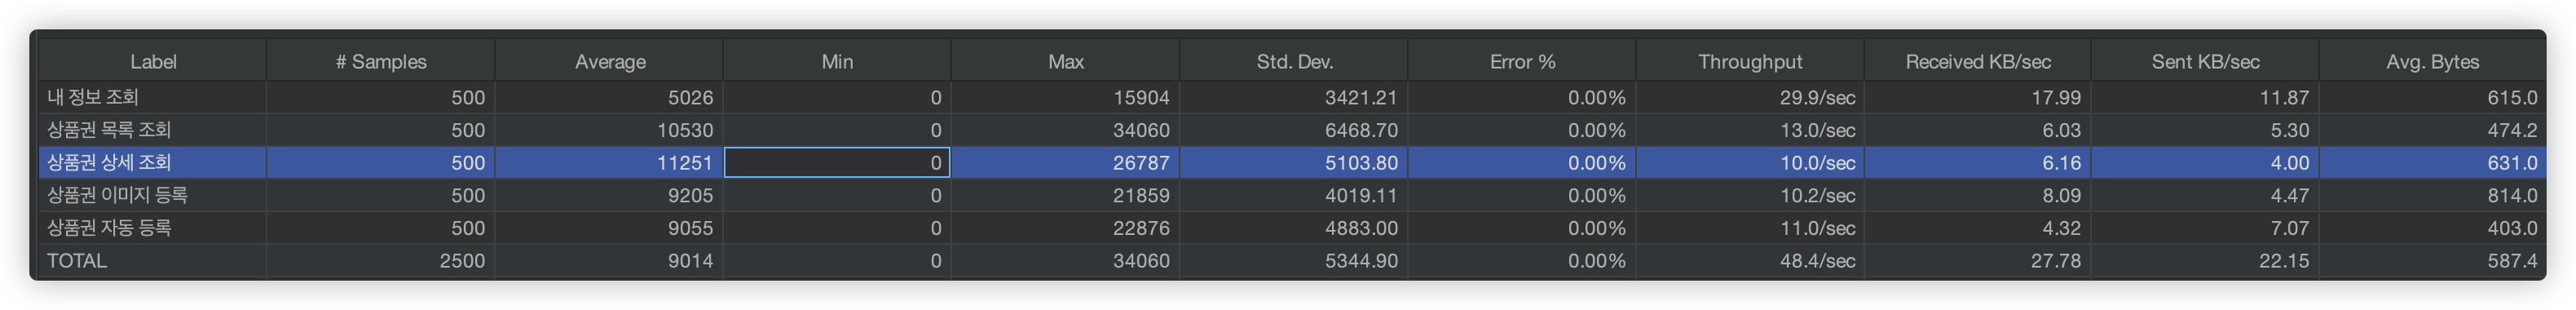 Label # Samples Average Min Max Std. Dev. Error % Throughput Received KB/sec Sent KB/sec Avg. Bytes
내 정보 조회 500 5026 0 15904 3421.21 0.00% 29.9/sec 17.99 11.87 615.0
상품권 목록 조회 500 10530 0 34060 6468.70 0.00% 13.0/sec 6.03 5.30 474.2
상품권 상세 조회 500 11251 0 26787 5103.80 0.00% 10.0/sec 6.16 4.00 631.0
상품권 이미지 등록 500 9205 0 21859 4019.11 0.00% 10.2/sec 8.09 4.47 814.0
상품권 자동 등록 500 9055 0 22876 4883.00 0.00% 11.0/sec 4.32 7.07 403.0
TOTAL 2500 9014 0 34060 5344.90 0.00% 48.4/sec 27.78 22.15 587.4